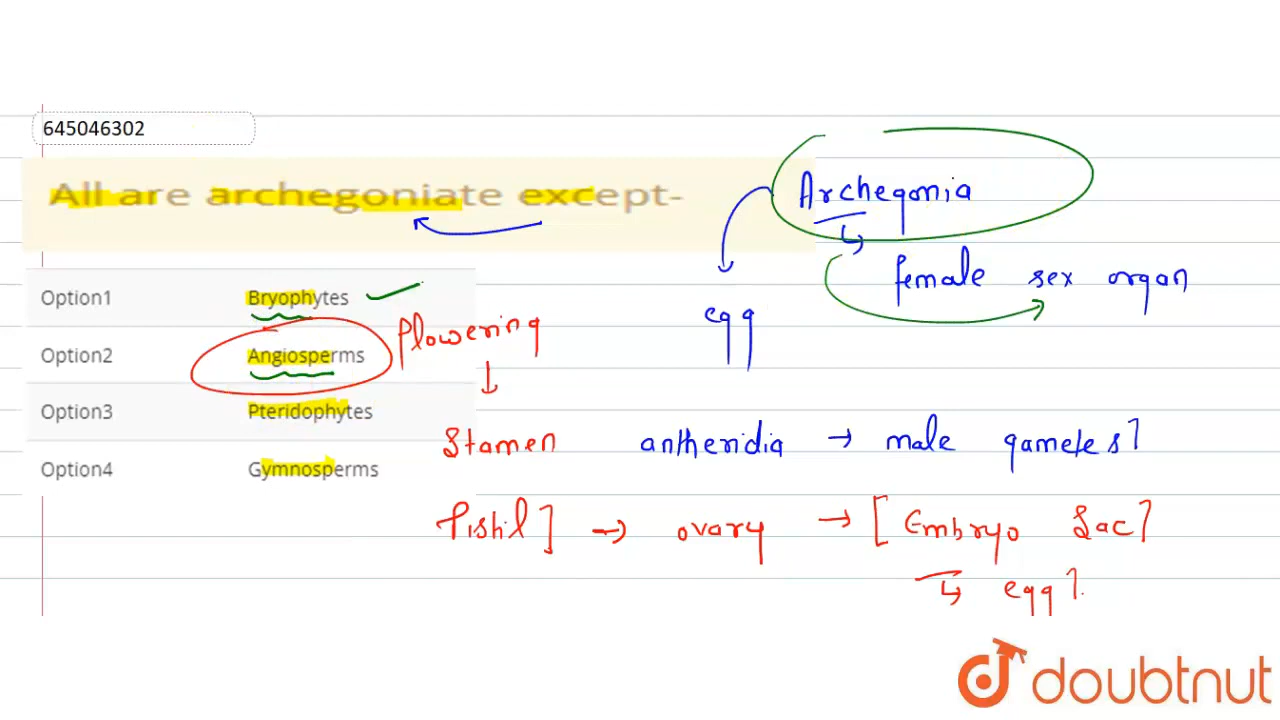 645046302
All are archegoniate except-
Archegonia
female sex organ
egg
Option1 Bryophytes
Flowering
Option2 Angiosperms
Option3 Pteridophytes
Stamen antheridia → male gametes]
Option4 Gymnosperms
Pistil] → ovary → [Embryo Sac]
egg]
doubtnut